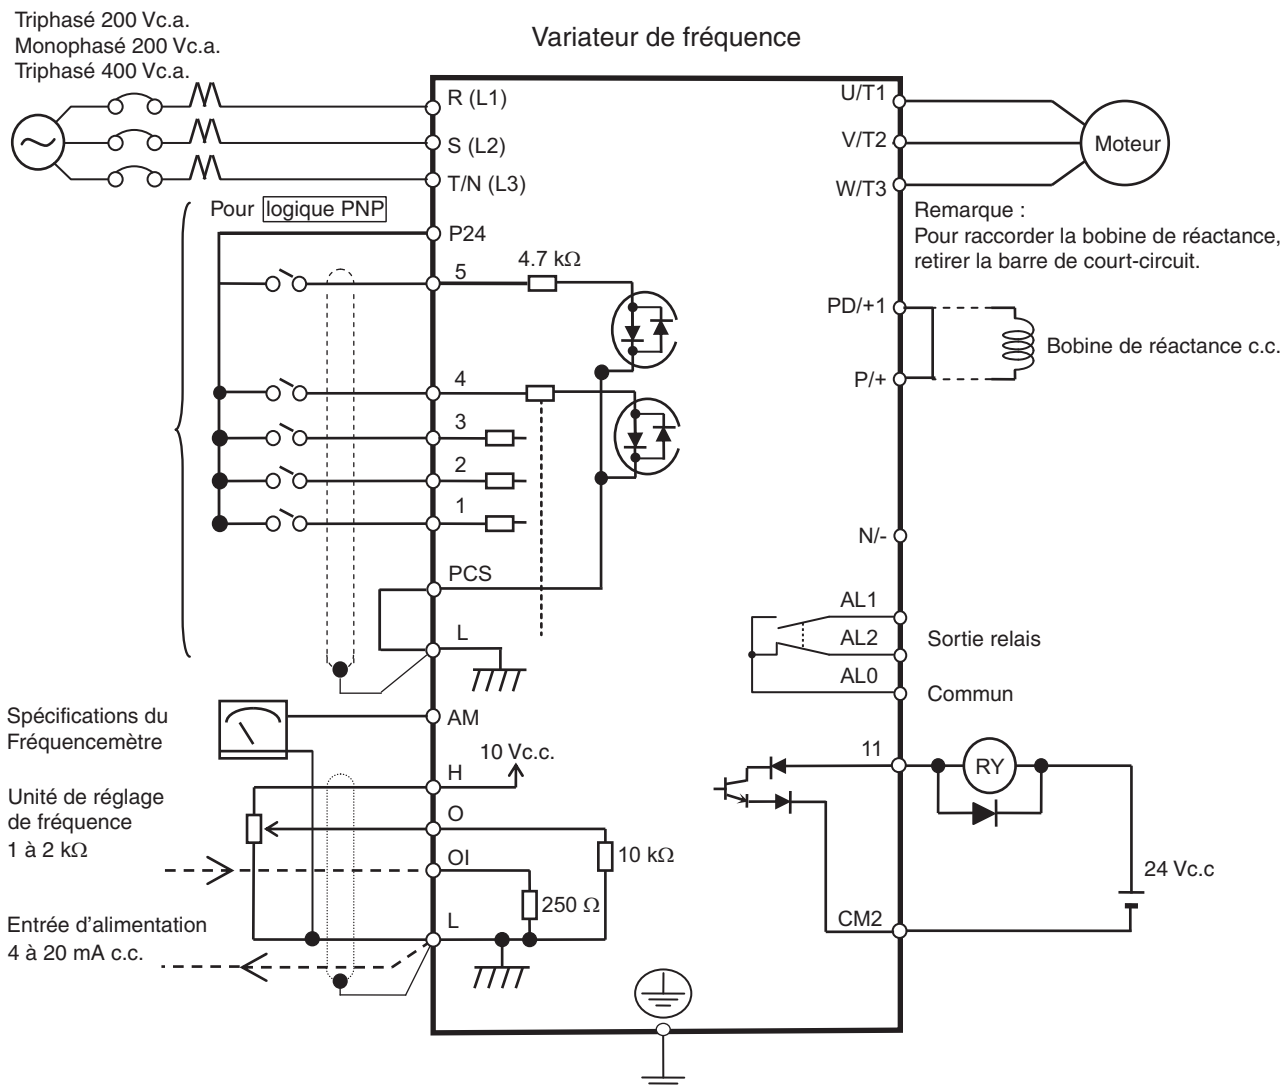 Triphasé 200 Vc.a.
Monophasé 200 Vc.a.
Triphasé 400 Vc.a.
Variateur de fréquence
R (L1)
S (L2)
T/N (L3)
U/T1
V/T2
W/T3
Moteur
Pour logique PNP
P24
5
4.7 kΩ
4
3
2
1
PCS
L
Remarque :
Pour raccorder la bobine de réactance,
retirer la barre de court-circuit.
PD/+1
P/+
Bobine de réactance c.c.
N/-
AL1
AL2
AL0
Sortie relais
Commun
Spécifications du
Fréquencemètre
AM
10 Vc.c.
H
Unité de réglage
de fréquence
1 à 2 kΩ
O
10 kΩ
OI
250 Ω
Entrée d’alimentation
4 à 20 mA c.c.
L
11
RY
24 Vc.c
CM2